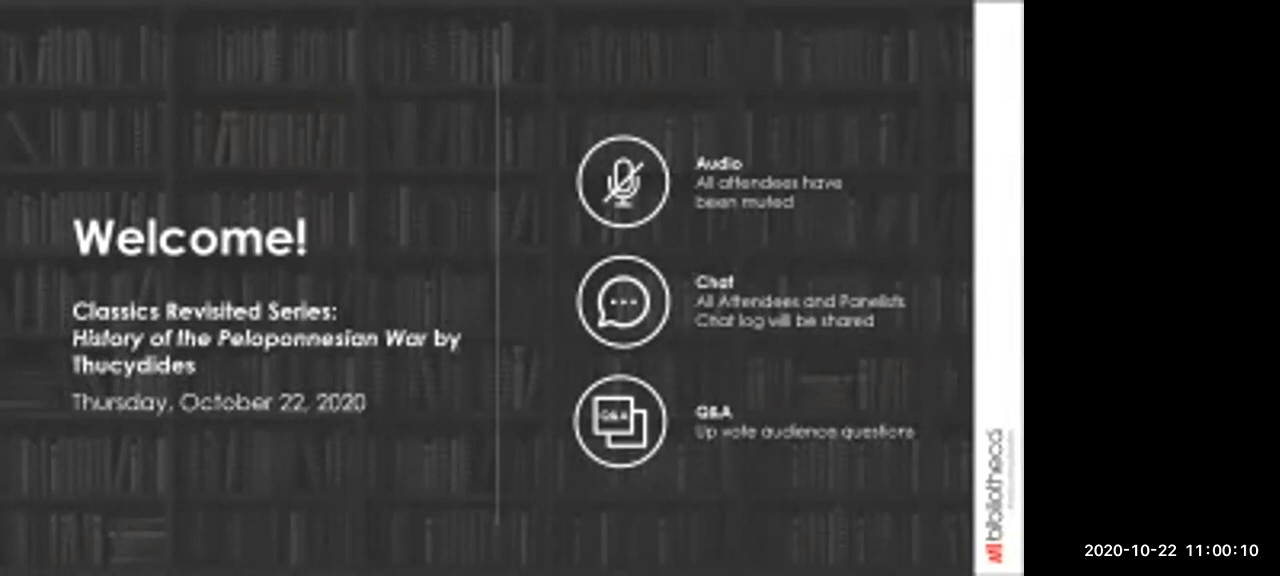 Welcome!
Classics Revisited Series:
History of the Peloponnesian War by
Thucydides
Thursday, October 22, 2020
Audio
All attendees have
been muted
Chat
All Attendees and Panelists
Chat log will be shared
Q&A
Q&A
Up vote audience questions
bibliotheca
2020-10-22 11:00:10